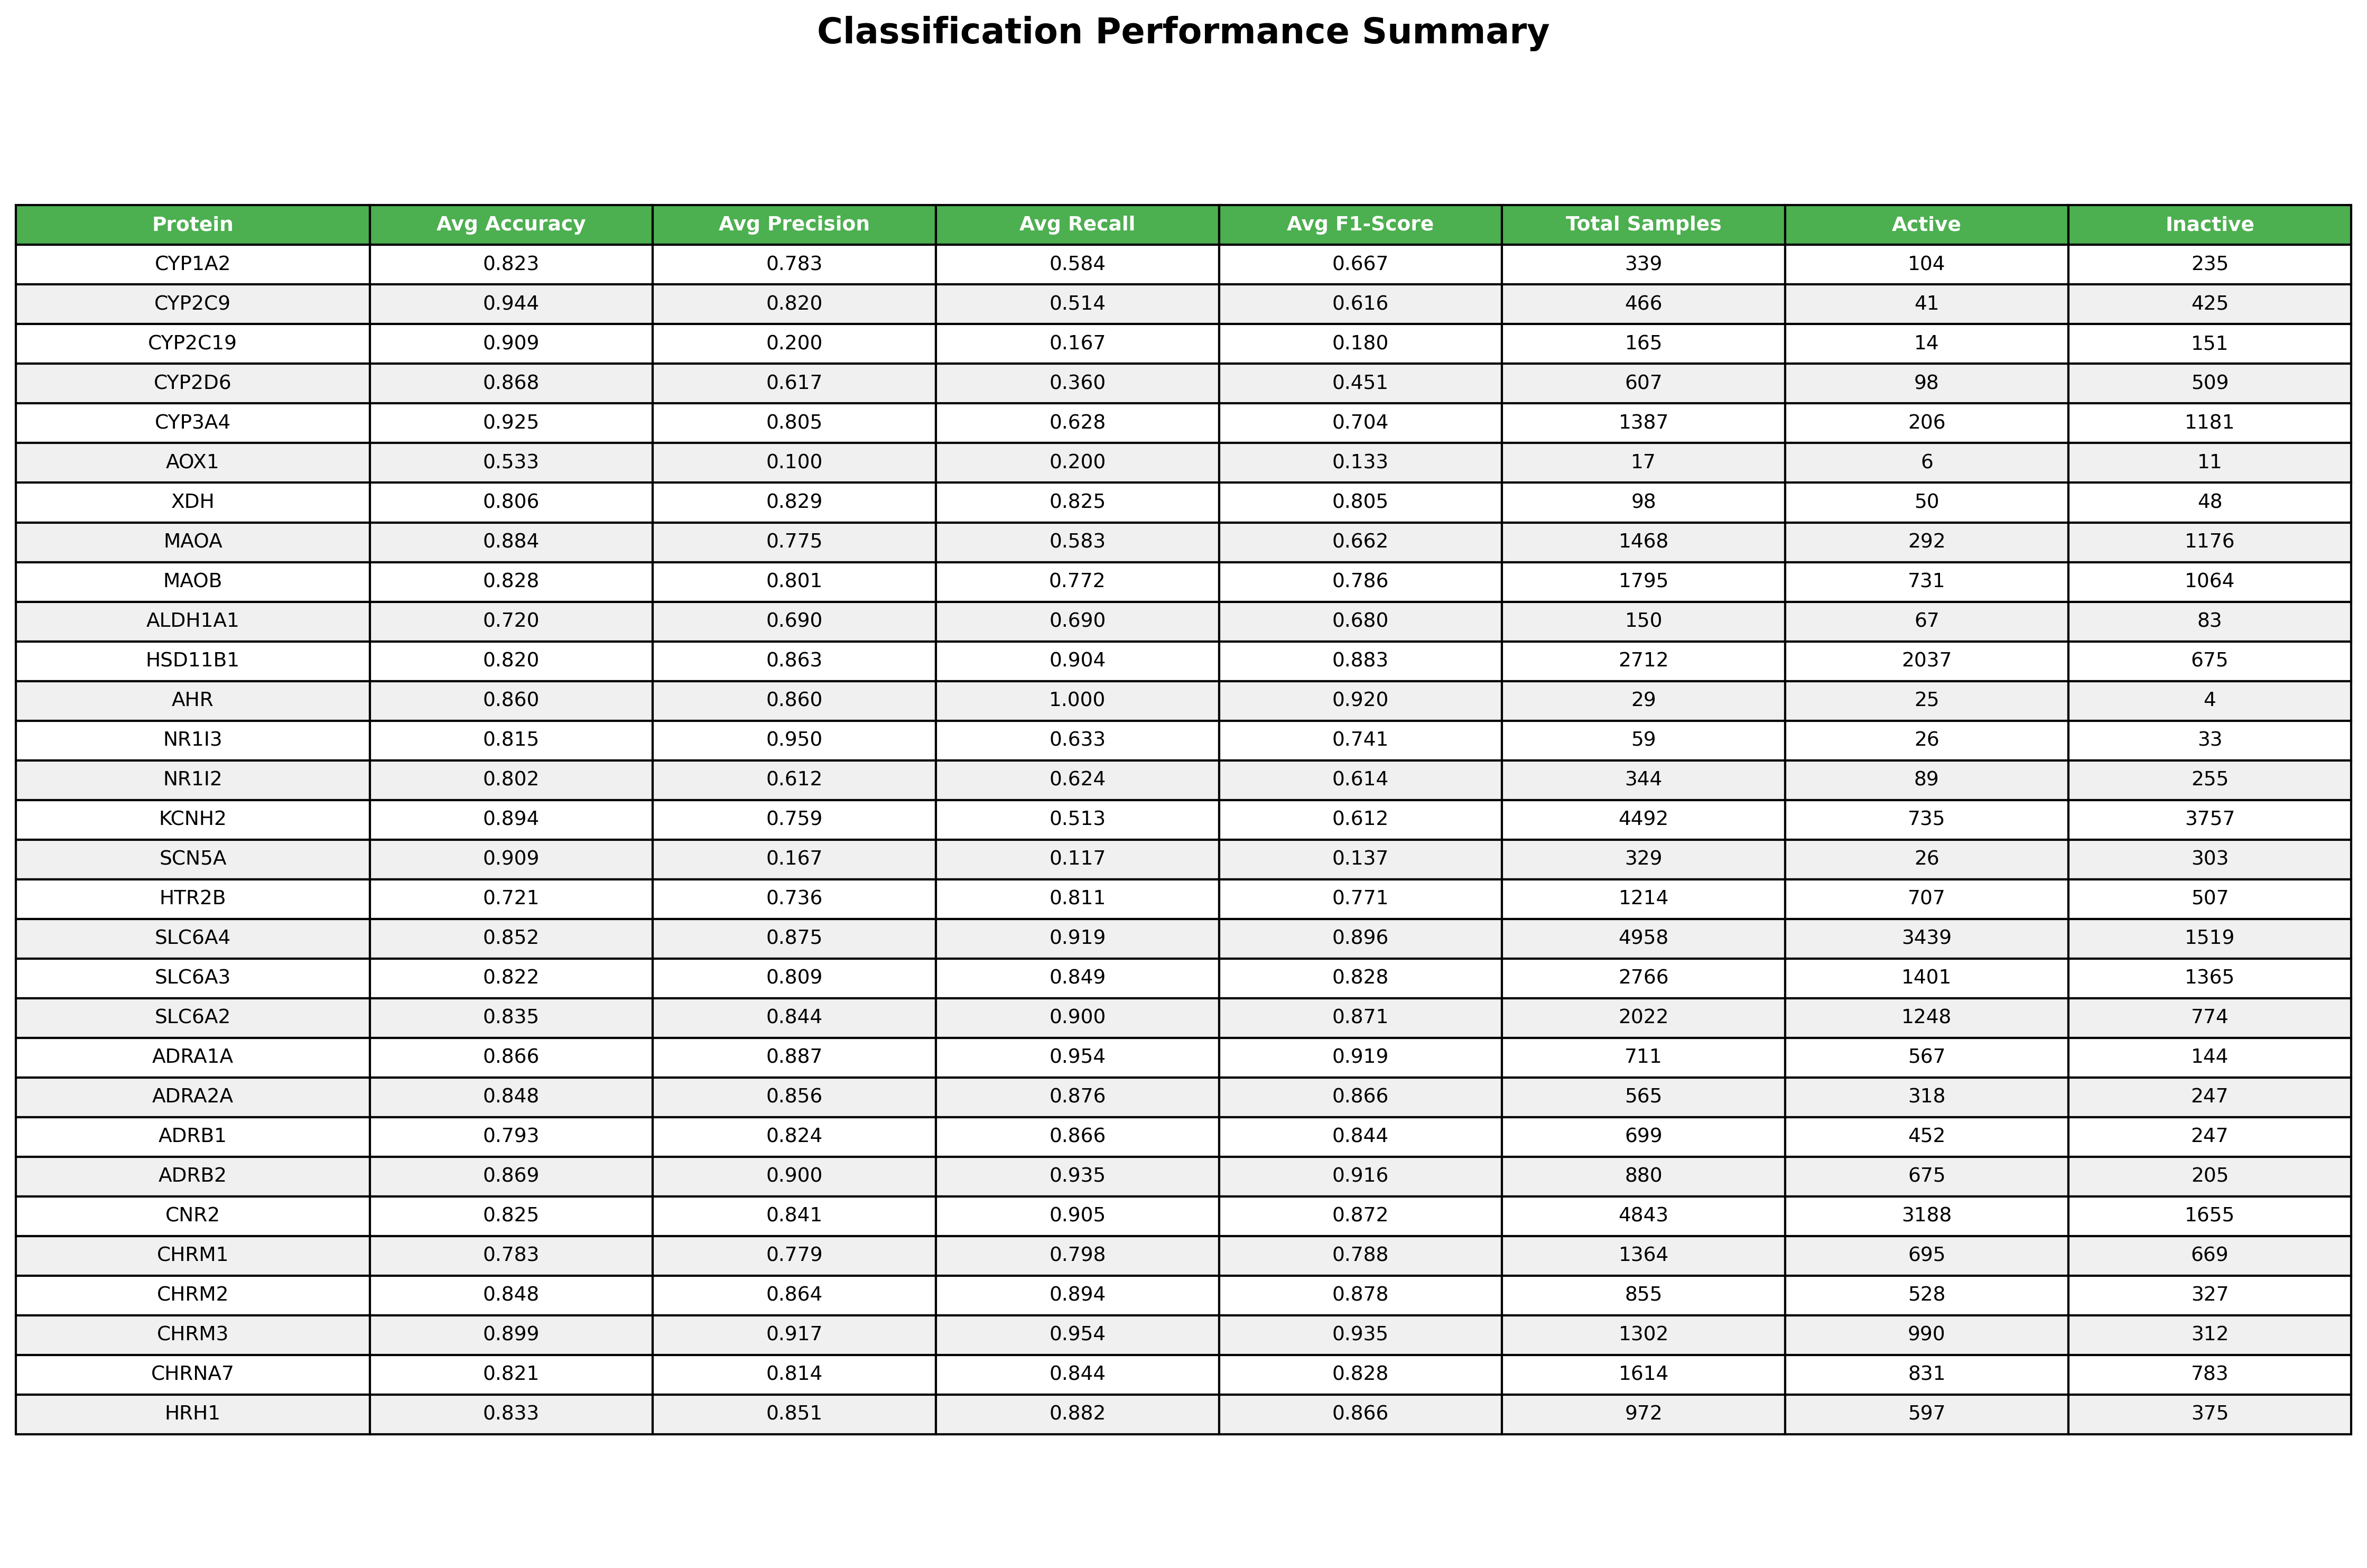 Classification Performance Summary
Protein Avg Accuracy Avg Precision Avg Recall Avg F1-Score Total Samples Active Inactive
CYP1A2 0.823 0.783 0.584 0.667 339 104 235
CYP2C9 0.944 0.820 0.514 0.616 466 41 425
CYP2C19 0.909 0.200 0.167 0.180 165 14 151
CYP2D6 0.868 0.617 0.360 0.451 607 98 509
CYP3A4 0.925 0.805 0.628 0.704 1387 206 1181
AOX1 0.533 0.100 0.200 0.133 17 6 11
XDH 0.806 0.829 0.825 0.805 98 50 48
MAOA 0.884 0.775 0.583 0.662 1468 292 1176
MAOB 0.828 0.801 0.772 0.786 1795 731 1064
ALDH1A1 0.720 0.690 0.690 0.680 150 67 83
HSD11B1 0.820 0.863 0.904 0.883 2712 2037 675
AHR 0.860 0.860 1.000 0.920 29 25 4
NR1I3 0.815 0.950 0.633 0.741 59 26 33
NR1I2 0.802 0.612 0.624 0.614 344 89 255
KCNH2 0.894 0.759 0.513 0.612 4492 735 3757
SCN5A 0.909 0.167 0.117 0.137 329 26 303
HTR2B 0.721 0.736 0.811 0.771 1214 707 507
SLC6A4 0.852 0.875 0.919 0.896 4958 3439 1519
SLC6A3 0.822 0.809 0.849 0.828 2766 1401 1365
SLC6A2 0.835 0.844 0.900 0.871 2022 1248 774
ADRA1A 0.866 0.887 0.954 0.919 711 567 144
ADRA2A 0.848 0.856 0.876 0.866 565 318 247
ADRB1 0.793 0.824 0.866 0.844 699 452 247
ADRB2 0.869 0.900 0.935 0.916 880 675 205
CNR2 0.825 0.841 0.905 0.872 4843 3188 1655
CHRM1 0.783 0.779 0.798 0.788 1364 695 669
CHRM2 0.848 0.864 0.894 0.878 855 528 327
CHRM3 0.899 0.917 0.954 0.935 1302 990 312
CHRNA7 0.821 0.814 0.844 0.828 1614 831 783
HRH1 0.833 0.851 0.882 0.866 972 597 375